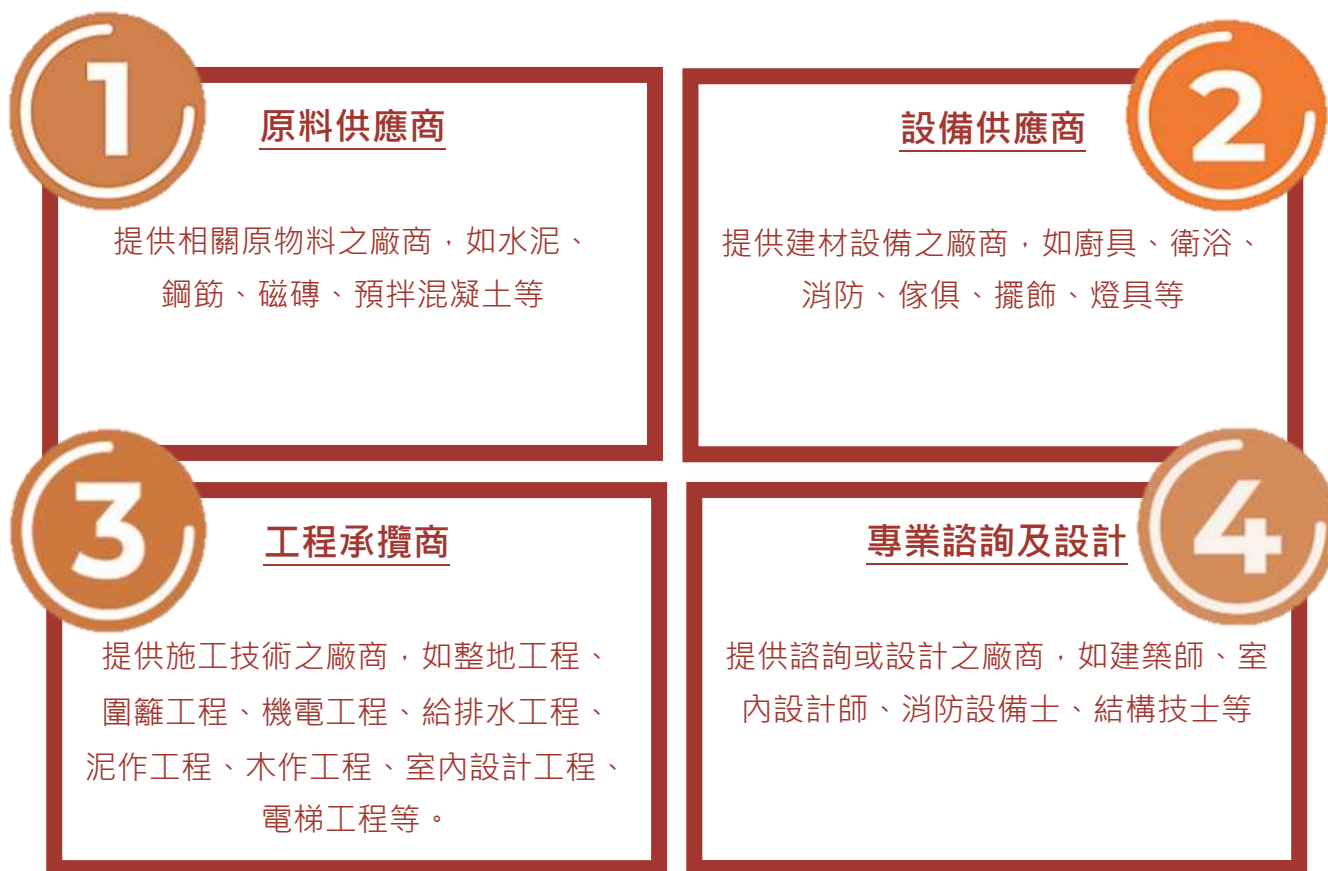 1
原料供應商
提供相關原物料之廠商，如水泥、
鋼筋、磁磚、預拌混凝土等
2
設備供應商
提供建材設備之廠商，如廚具、衛浴、
消防、傢俱、擺飾、燈具等
3
工程承攬商
提供施工技術之廠商，如整地工程、
圍籬工程、機電工程、給排水工程、
泥作工程、木作工程、室內設計工程、
電梯工程等。
4
專業諮詢及設計
提供諮詢或設計之廠商，如建築師、室
內設計師、消防設備士、結構技士等